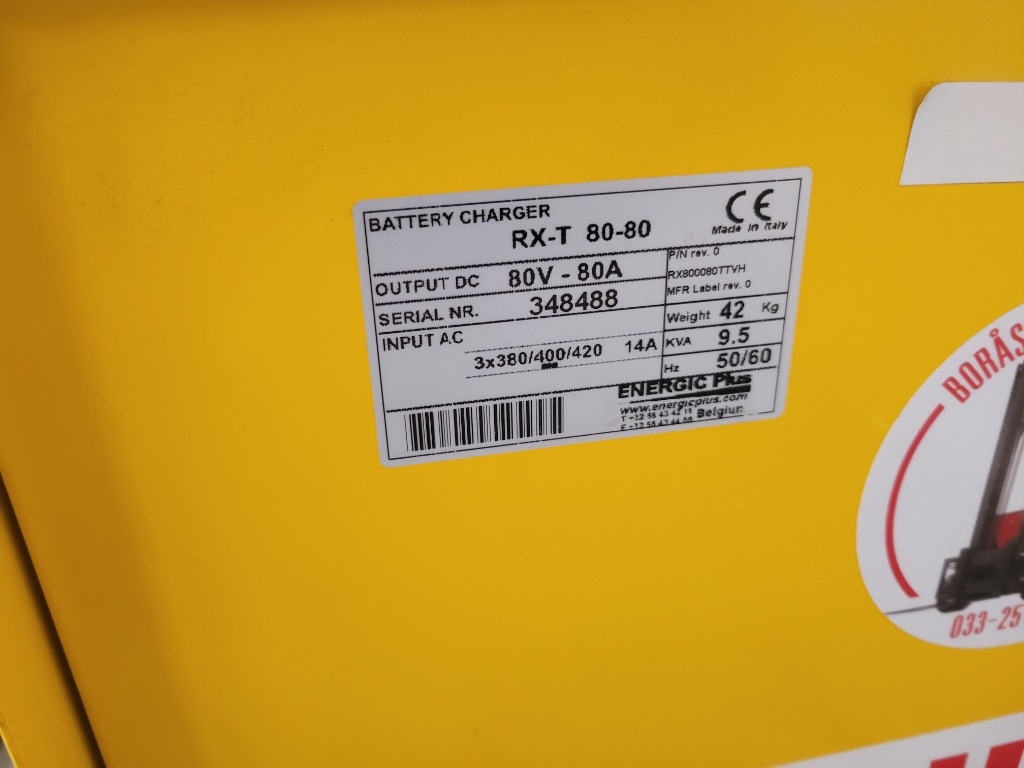 BATTERY CHARGER
RX-T 80-80
CE
Made in Italy
OUTPUT DC 80V - 80A
P/N rev. 0
RX800080TTVH
MFR Label rev. 0
SERIAL NR. 348488
Weight 42 Kg
INPUT AC
3x380/400/420 14A
KVA 9.5
Hz 50/60
ENERGIC Plus
www.energicplus.com
Belgium
BORÅS
033-25